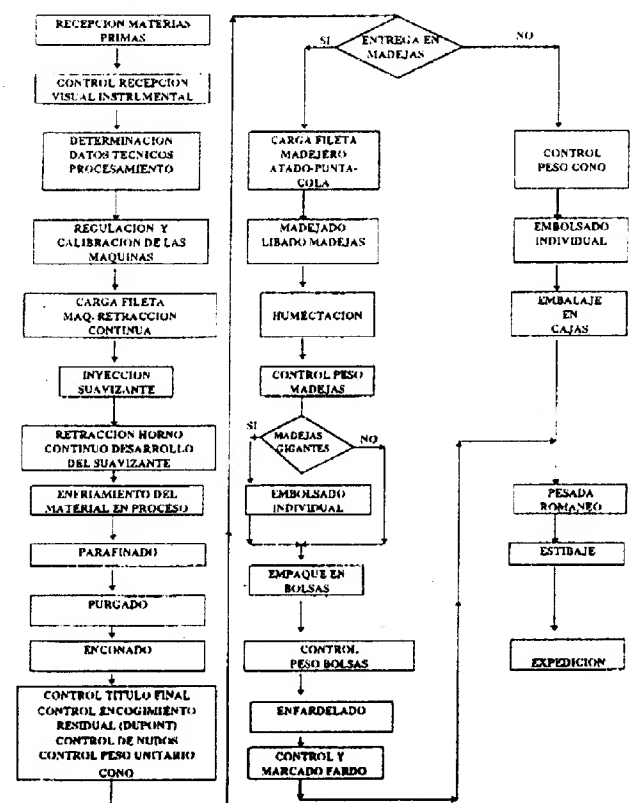 RECEPCION MATERIAS
PRIMAS
CONTROL RECEPCION
VISUAL INSTRUMENTAL
DETERMINACION
DATOS TECNICOS
PROCESAMIENTO
REGULACION Y
CALIBRACION DE LAS
MAQUINAS
CARGA FILETA
MAQ. RETRACCION
CONTINUA
INYECCION
SUAVIZANTE
RETRACCION HORNO
CONTINUO DESARROLLO
DEL SUAVIZANTE
ENFRIAMIENTO DEL
MATERIAL EN PROCESO
PARAFINADO
PURGADO
ENCONADO
CONTROL TITULO FINAL
CONTROL ENCOGIMIENTO
RESIDUAL (DUPONT)
CONTROL DE NUDOS
CONTROL PESO UNITARIO
CONO
SI
ENTREGA EN
MADEJAS
NO
CARGA FILETA
MADEJERO
ATADO-PUNTA-
COLA
MADEJADO
LIBADO MADEJAS
HUMECTACION
CONTROL PESO
MADEJAS
SI
MADEJAS
GIGANTES
NO
EMBOLSADO
INDIVIDUAL
EMPAQUE EN
BOLSAS
CONTROL
PESO BOLSAS
ENFARDELADO
CONTROL Y
MARCADO FARDO
CONTROL
PESO CONO
EMBOLSADO
INDIVIDUAL
EMBALAJE
EN
CAJAS
PESADA
ROMANEO
ESTIBAJE
EXPEDICION